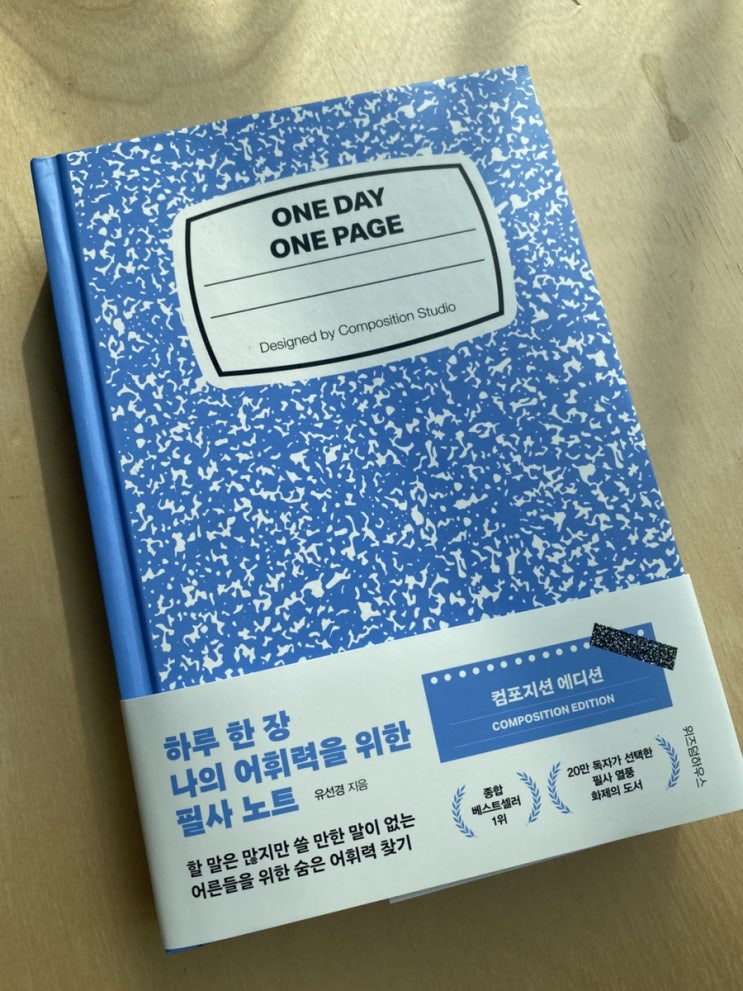 ONE DAY
ONE PAGE
Designed by Composition Studio
컴포지션 에디션
COMPOSITION EDITION
하루 한 장
나의 어휘력을 위한
필사 노트 유선경 지음
할 말은 많지만 쓸 만한 말이 없는
어른들을 위한 숨은 어휘력 찾기
종합
베스트셀러
1위
20만 독자가 선택한
필사 열풍
화제의 도서
위즈덤하우스